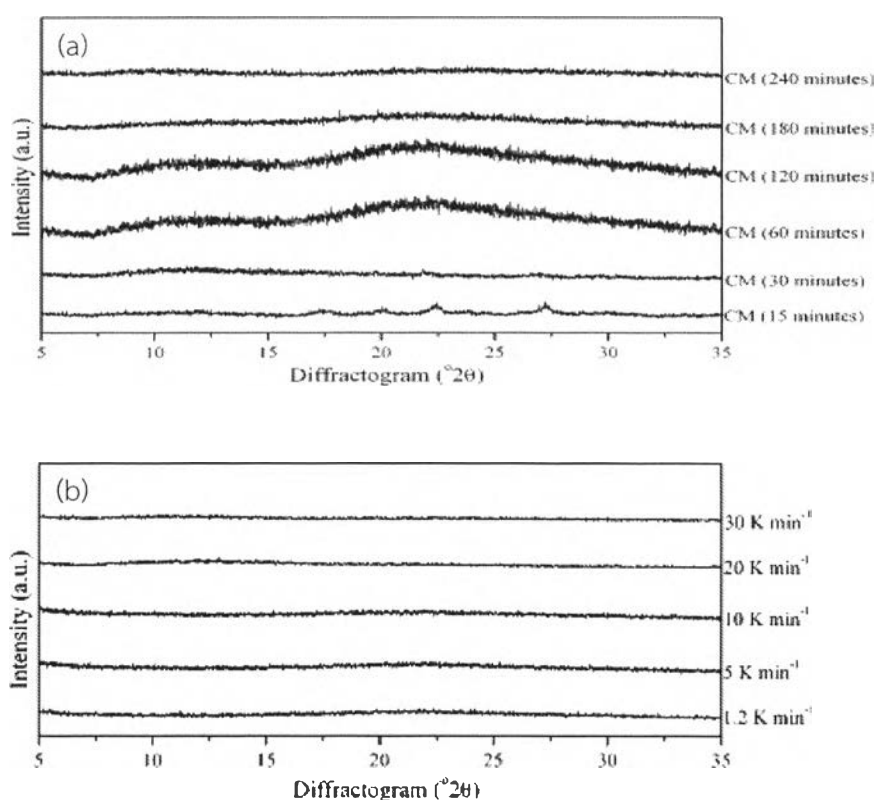 (a)
Intensity (a.u.)
CM (240 minutes)
CM (180 minutes)
CM (120 minutes)
CM (60 minutes)
CM (30 minutes)
CM (15 minutes)
5 10 15 20 25 30 35
Diffractogram (°2θ)
(b)
Intensity (a.u.)
30 K min⁻¹
20 K min⁻¹
10 K min⁻¹
5 K min⁻¹
1.2 K min⁻¹
5 10 15 20 25 30 35
Diffractogram (°2θ)